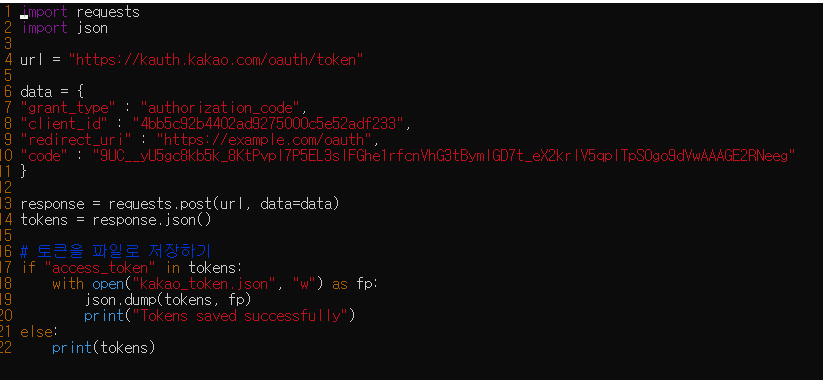 1 import requests
2 import json
3
4 url = "https://kauth.kakao.com/oauth/token"
5
6 data = {
7 "grant_type" : "authorization_code",
8 "client_id" : "4bb5c92b4402ad9275000c5e52adf233",
9 "redirect_uri" : "https://example.com/oauth",
10 "code" : "9UC__yU5gc8kb5k_8KtPvpI7P5EL3sIFGhe1rfcnVhG3tBymIGD7t_eX2krIV5qpITpSOgo9dVwAAAGE2RNeeg"
11 }
12
13 response = requests.post(url, data=data)
14 tokens = response.json()
15
16 # 토큰을 파일로 저장하기
17 if "access_token" in tokens:
18     with open("kakao_token.json", "w") as fp:
19         json.dump(tokens, fp)
20         print("Tokens saved successfully")
21 else:
22     print(tokens)